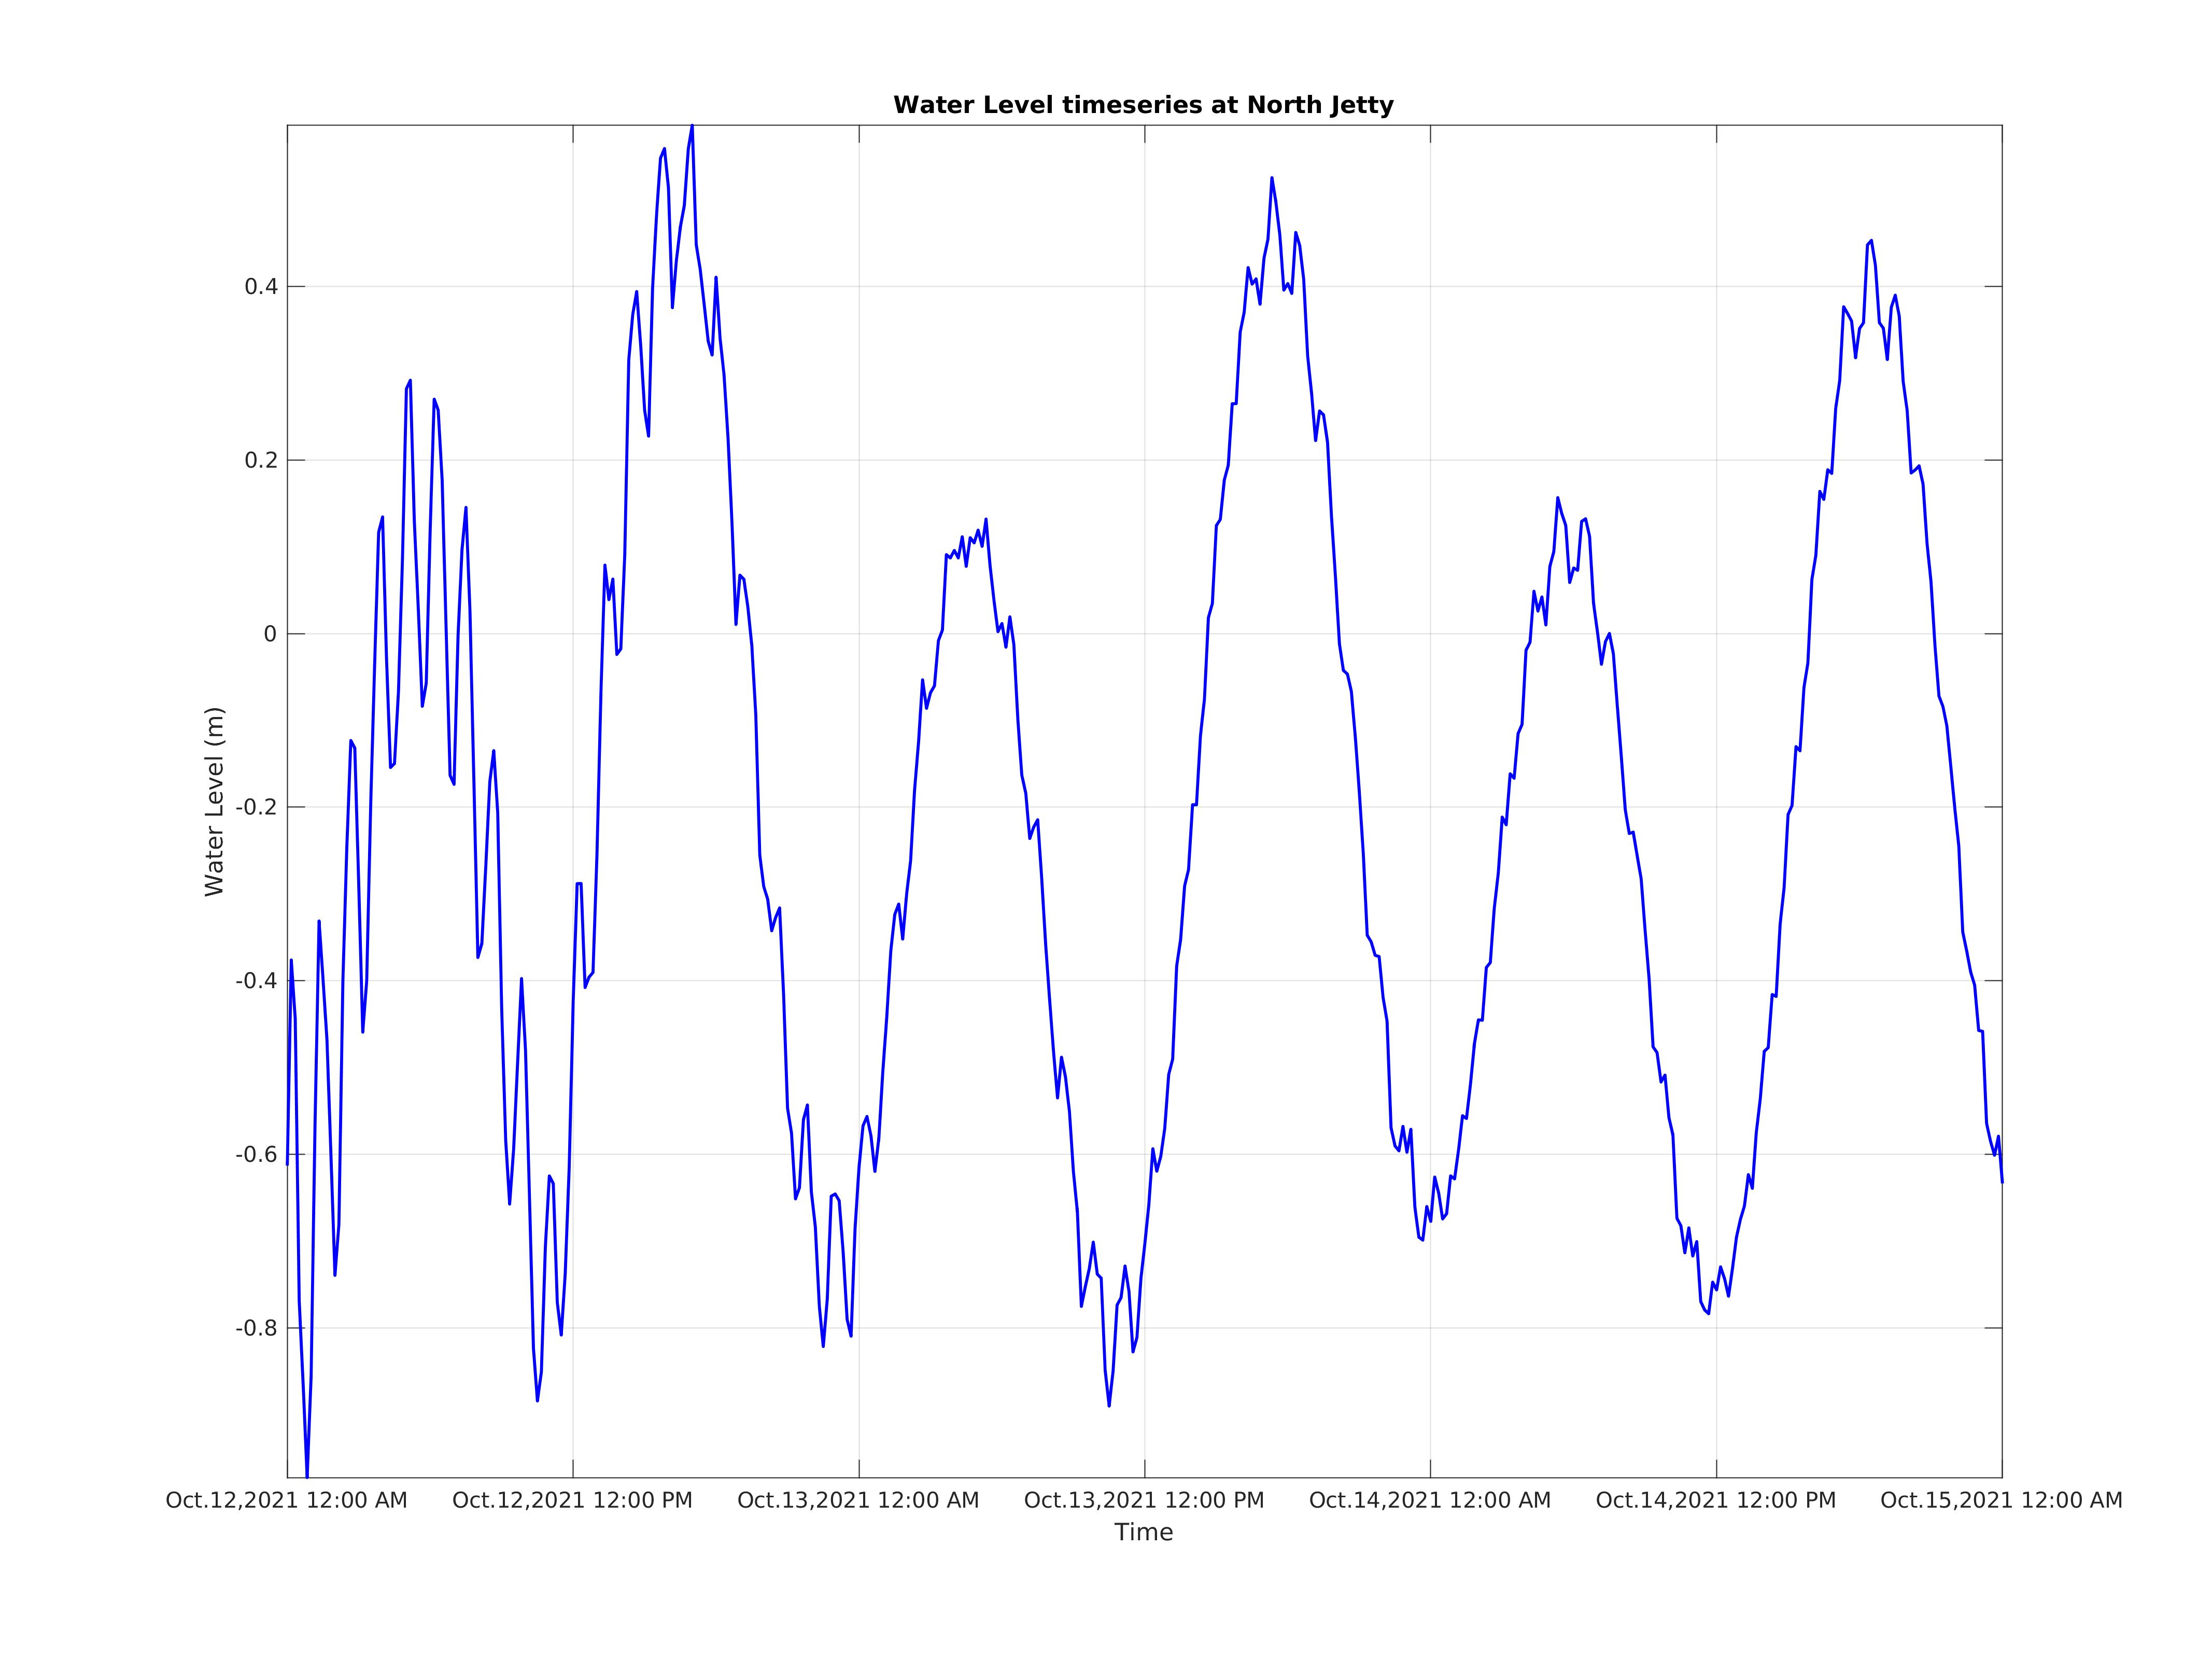 Water Level timeseries at North Jetty
Water Level (m)
0.4
0.2
0
-0.2
-0.4
-0.6
-0.8
Oct.12,2021 12:00 AM
Oct.12,2021 12:00 PM
Oct.13,2021 12:00 AM
Oct.13,2021 12:00 PM
Oct.14,2021 12:00 AM
Oct.14,2021 12:00 PM
Oct.15,2021 12:00 AM
Time